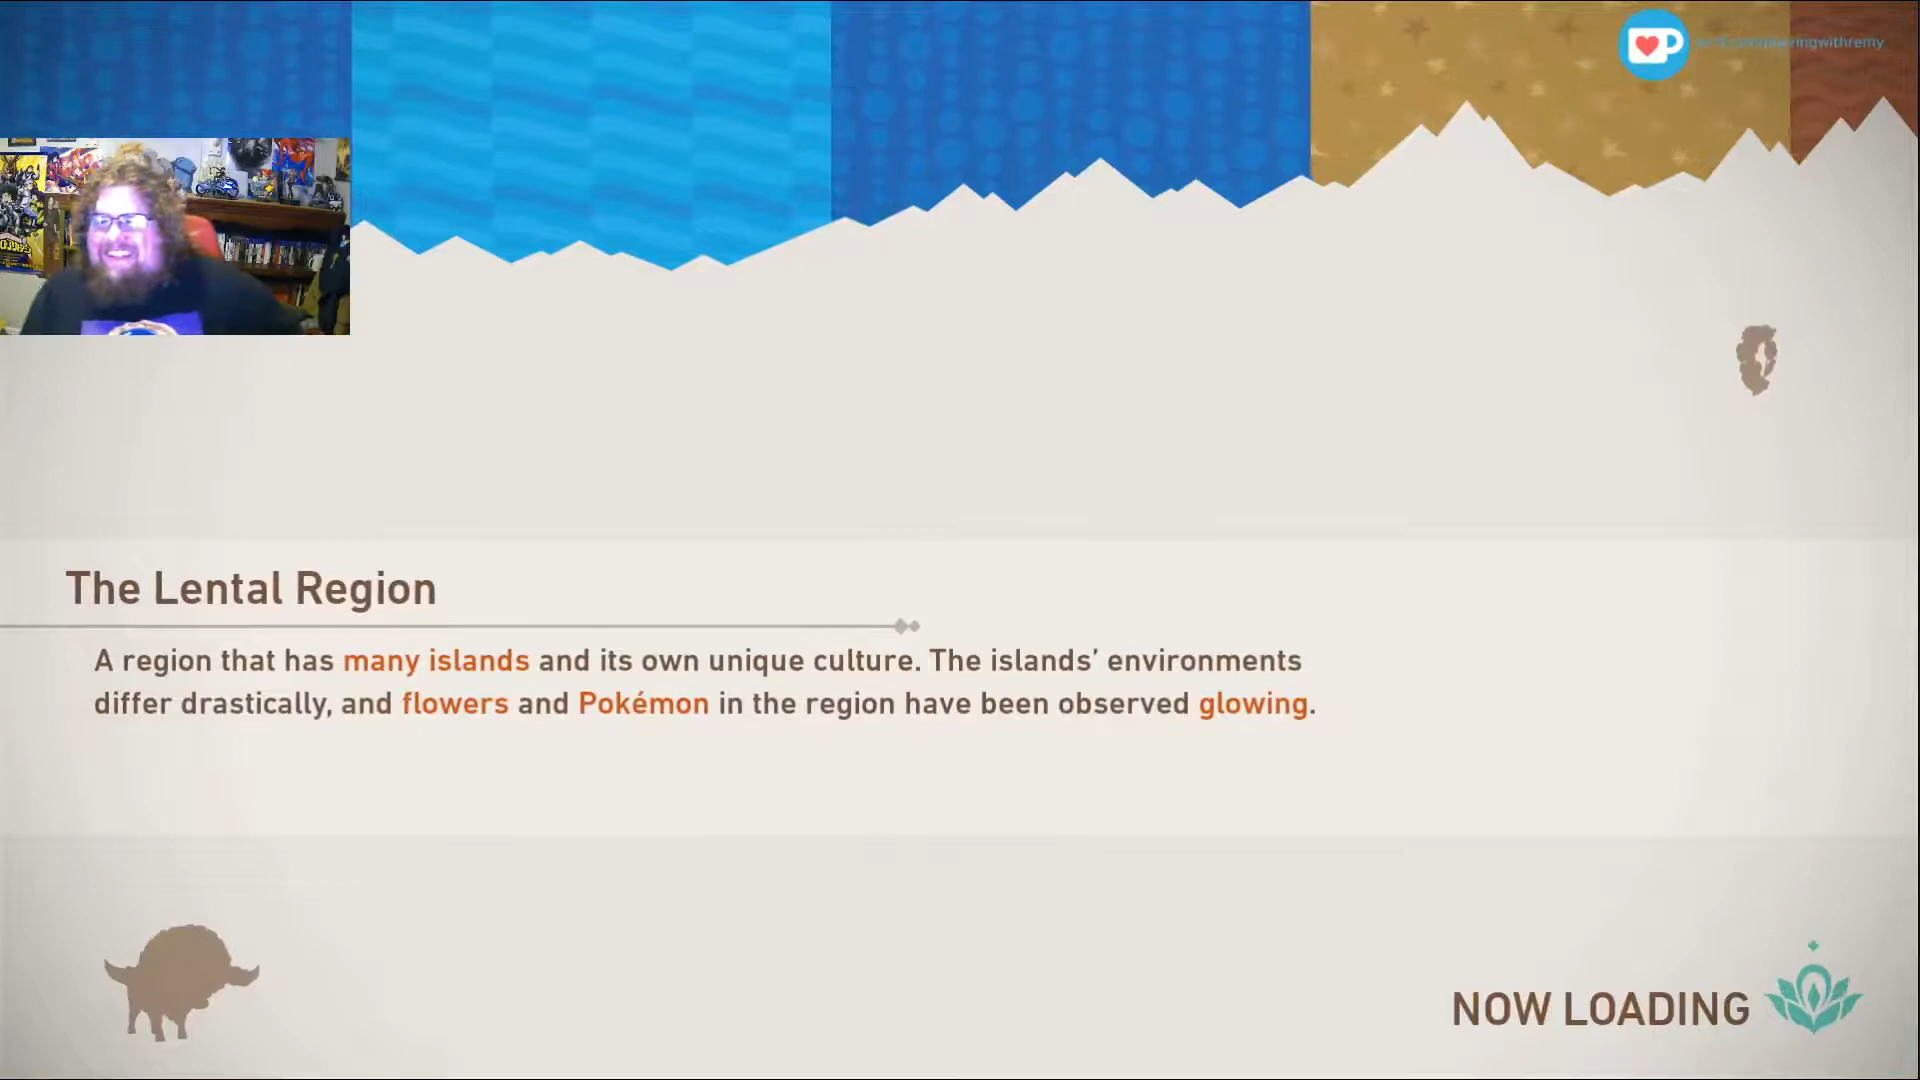 The Lental Region
A region that has many islands and its own unique culture. The islands’ environments
differ drastically, and flowers and Pokémon in the region have been observed glowing.
NOW LOADING